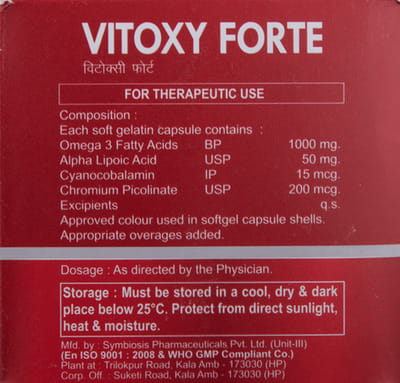 VITOXY FORTE
विटोक्सी फोर्ट
FOR THERAPEUTIC USE
Composition :
Each soft gelatin capsule contains :
Omega 3 Fatty Acids BP 1000 mg.
Alpha Lipoic Acid USP 50 mg.
Cyanocobalamin IP 15 mcg.
Chromium Picolinate USP 200 mcg.
Excipients q.s.
Approved colour used in softgel capsule shells.
Appropriate overages added.
Dosage : As directed by the Physician.
Storage : Must be stored in a cool, dry & dark
place below 25°C. Protect from direct sunlight,
heat & moisture.
Mfd. by : Symbiosis Pharmaceuticals Pvt. Ltd. (Unit-III)
(En ISO 9001 : 2008 & WHO GMP Compliant Co.)
Plant at : Trilokpur Road, Kala Amb - 173030 (HP)
Corp. Off. : Suketi Road, Kala Amb - 173030 (HP)